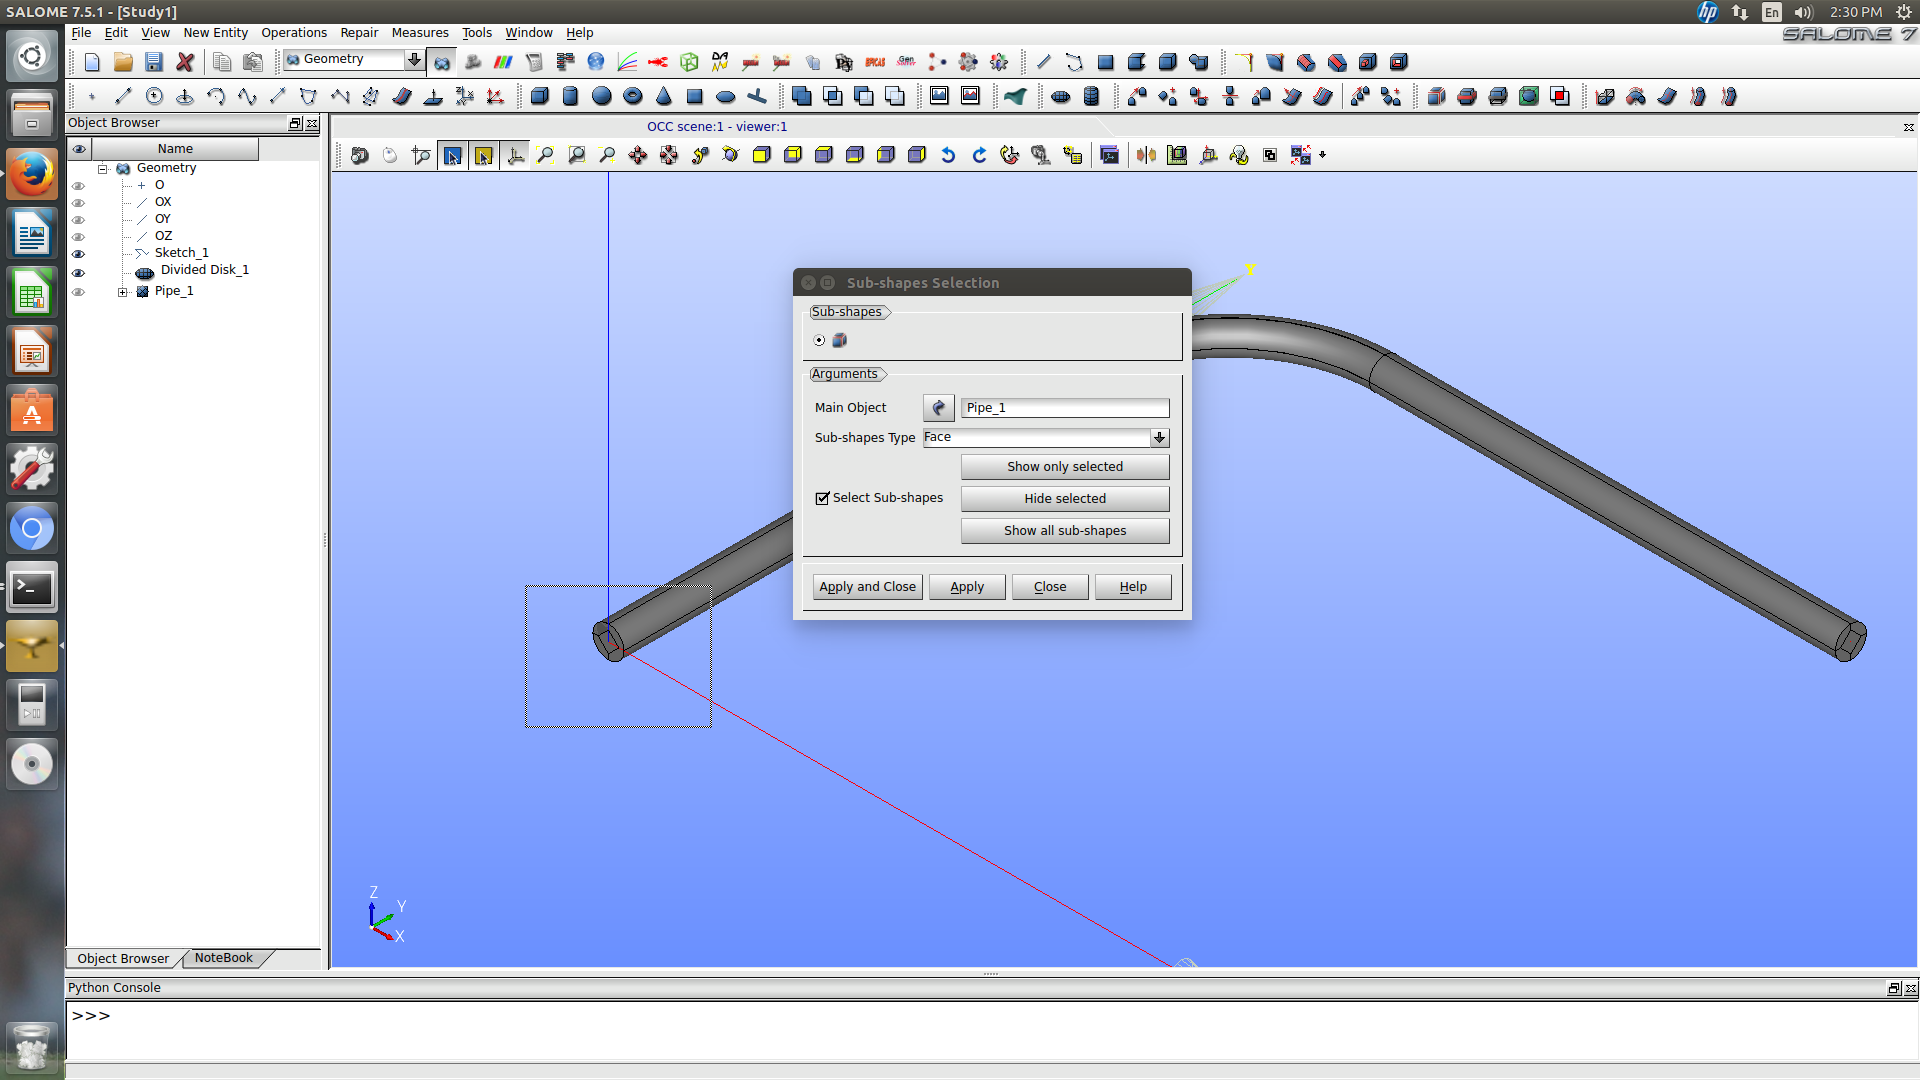 SALOME 7.5.1 - [Study1]
En
2:30 PM
File Edit View New Entity Operations Repair Measures Tools Window Help
SALOME 7
Geometry
Object Browser
OCC scene:1 - viewer:1
Name
Geometry
O
OX
OY
OZ
Sketch_1
Divided Disk_1
Pipe_1
Y
Sub-shapes Selection
Sub-shapes
Arguments
Main Object
Pipe_1
Sub-shapes Type
Face
Show only selected
Select Sub-shapes
Hide selected
Show all sub-shapes
Apply and Close
Apply
Close
Help
Z
Y
X
Object Browser
NoteBook
Python Console
>>>